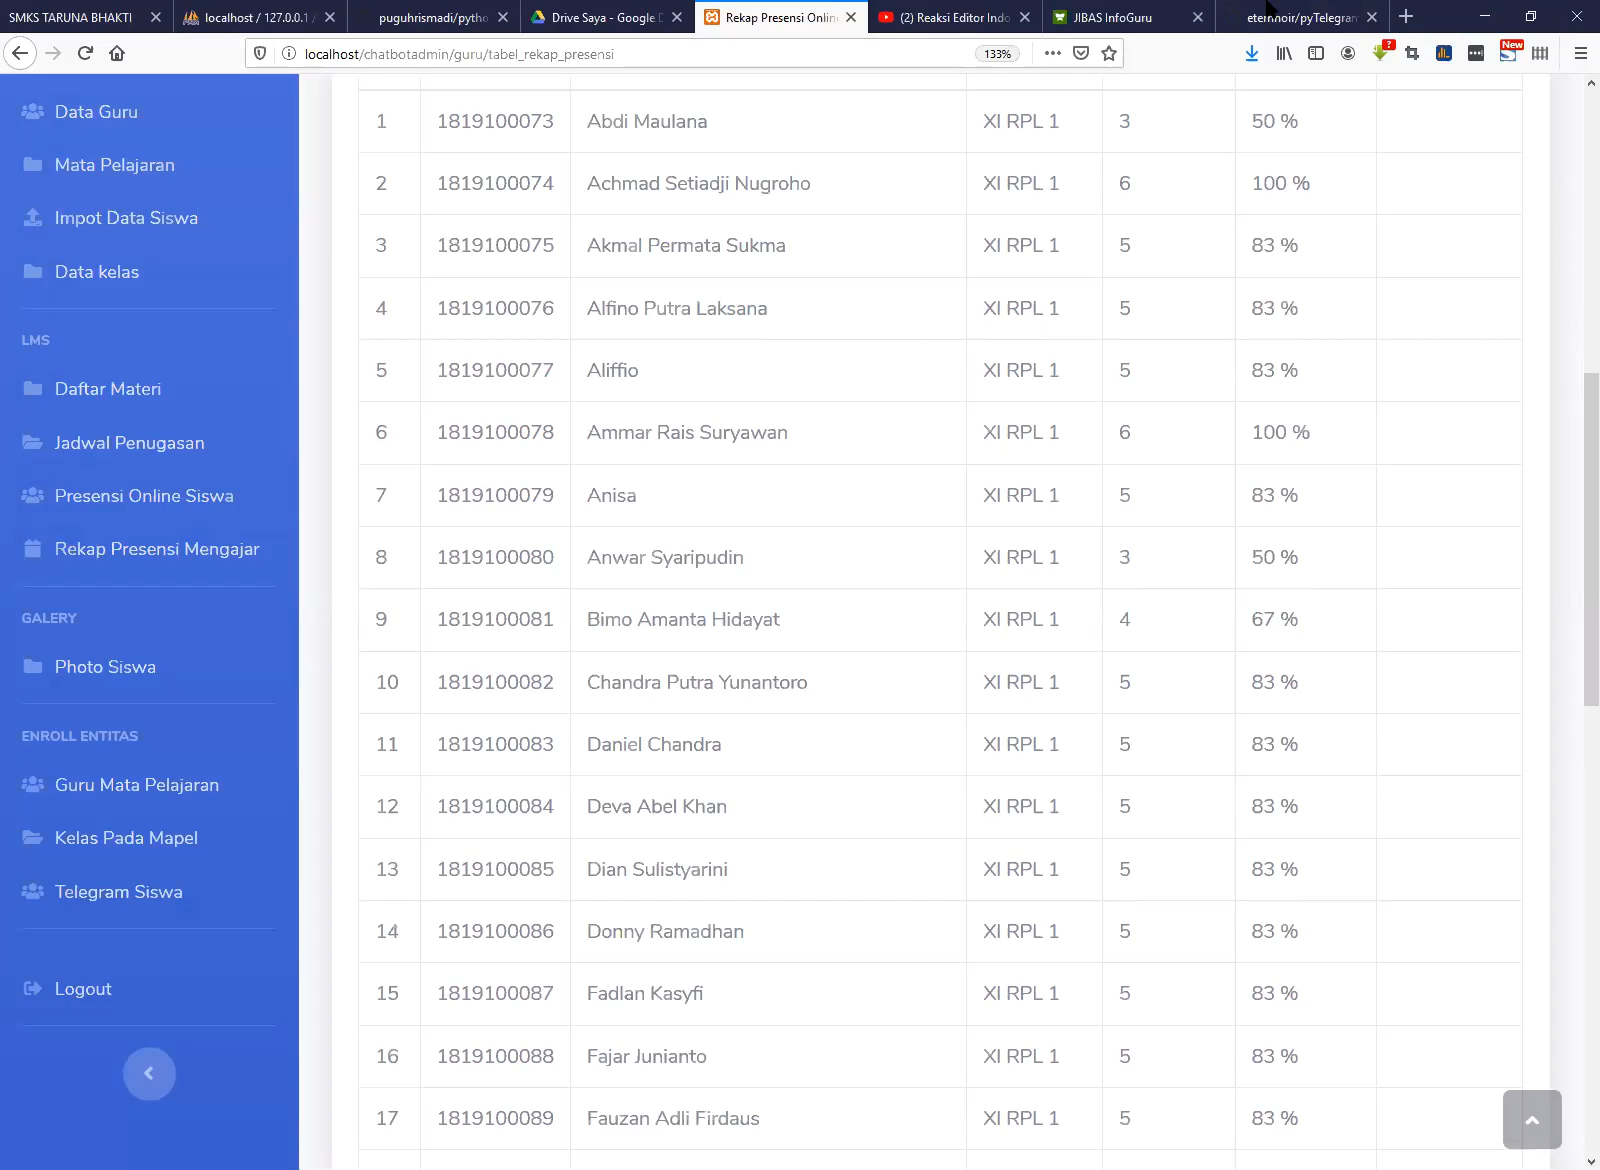 SMKS TARUNA BHAKTI
localhost / 127.0.0.1 /
puguhrismadi/pytho
Drive Saya - Google D
Rekap Presensi Onlin
(2) Reaksi Editor Indo
JIBAS InfoGuru
eternnoir/pyTelegram
localhost/chatbotadmin/guru/tabel_rekap_presensi
133%
New
Data Guru
Mata Pelajaran
Impot Data Siswa
Data kelas
LMS
Daftar Materi
Jadwal Penugasan
Presensi Online Siswa
Rekap Presensi Mengajar
GALERY
Photo Siswa
ENROLL ENTITAS
Guru Mata Pelajaran
Kelas Pada Mapel
Telegram Siswa
Logout
1 1819100073 Abdi Maulana XI RPL 1 3 50 %
2 1819100074 Achmad Setiadji Nugroho XI RPL 1 6 100 %
3 1819100075 Akmal Permata Sukma XI RPL 1 5 83 %
4 1819100076 Alfino Putra Laksana XI RPL 1 5 83 %
5 1819100077 Aliffio XI RPL 1 5 83 %
6 1819100078 Ammar Rais Suryawan XI RPL 1 6 100 %
7 1819100079 Anisa XI RPL 1 5 83 %
8 1819100080 Anwar Syaripudin XI RPL 1 3 50 %
9 1819100081 Bimo Amanta Hidayat XI RPL 1 4 67 %
10 1819100082 Chandra Putra Yunantoro XI RPL 1 5 83 %
11 1819100083 Daniel Chandra XI RPL 1 5 83 %
12 1819100084 Deva Abel Khan XI RPL 1 5 83 %
13 1819100085 Dian Sulistyarini XI RPL 1 5 83 %
14 1819100086 Donny Ramadhan XI RPL 1 5 83 %
15 1819100087 Fadlan Kasyfi XI RPL 1 5 83 %
16 1819100088 Fajar Junianto XI RPL 1 5 83 %
17 1819100089 Fauzan Adli Firdaus XI RPL 1 5 83 %